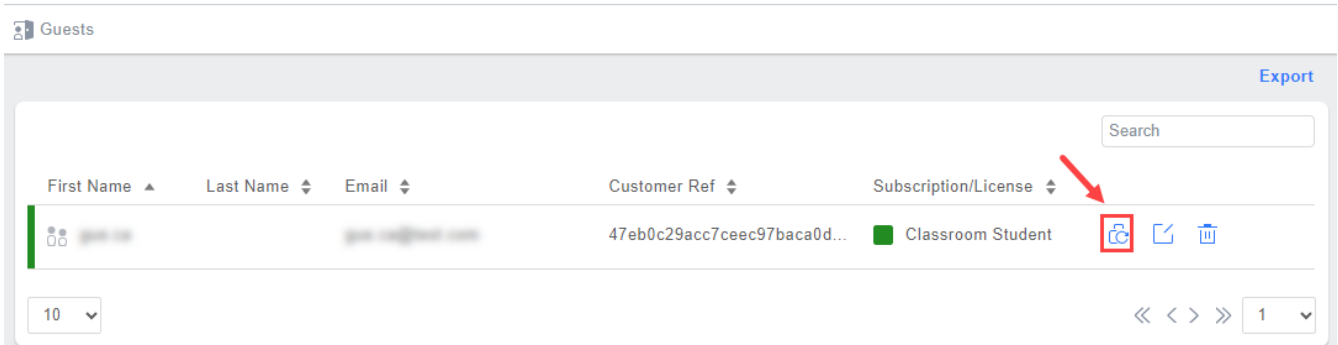 Guests
Export
Search
First Name Last Name Email Customer Ref Subscription/License
47eb0c29acc7ceec97baca0d... Classroom Student
10 1